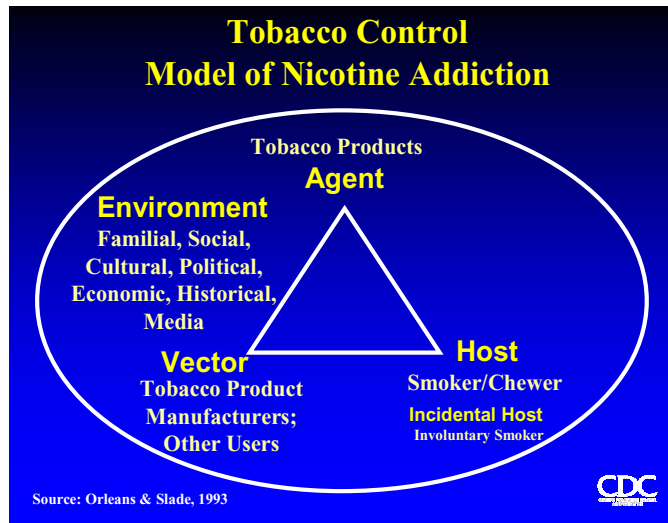 Tobacco Control
Model of Nicotine Addiction
Tobacco Products
Agent
Environment
Familial, Social,
Cultural, Political,
Economic, Historical,
Media
Vector
Tobacco Product
Manufacturers;
Other Users
Host
Smoker/Chewer
Incidental Host
Involuntary Smoker
Source: Orleans & Slade, 1993
CDC